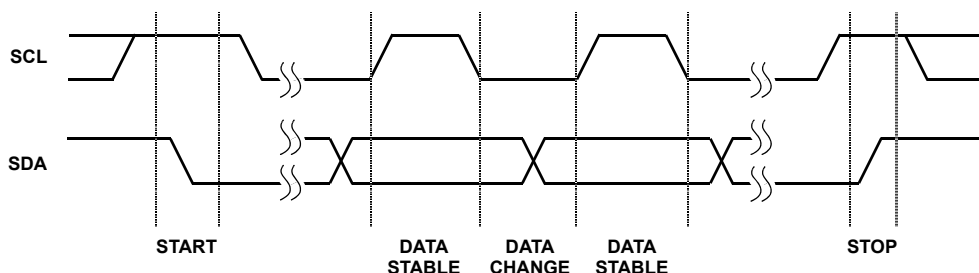 SCL
SDA
START
DATA
STABLE
DATA
CHANGE
DATA
STABLE
STOP